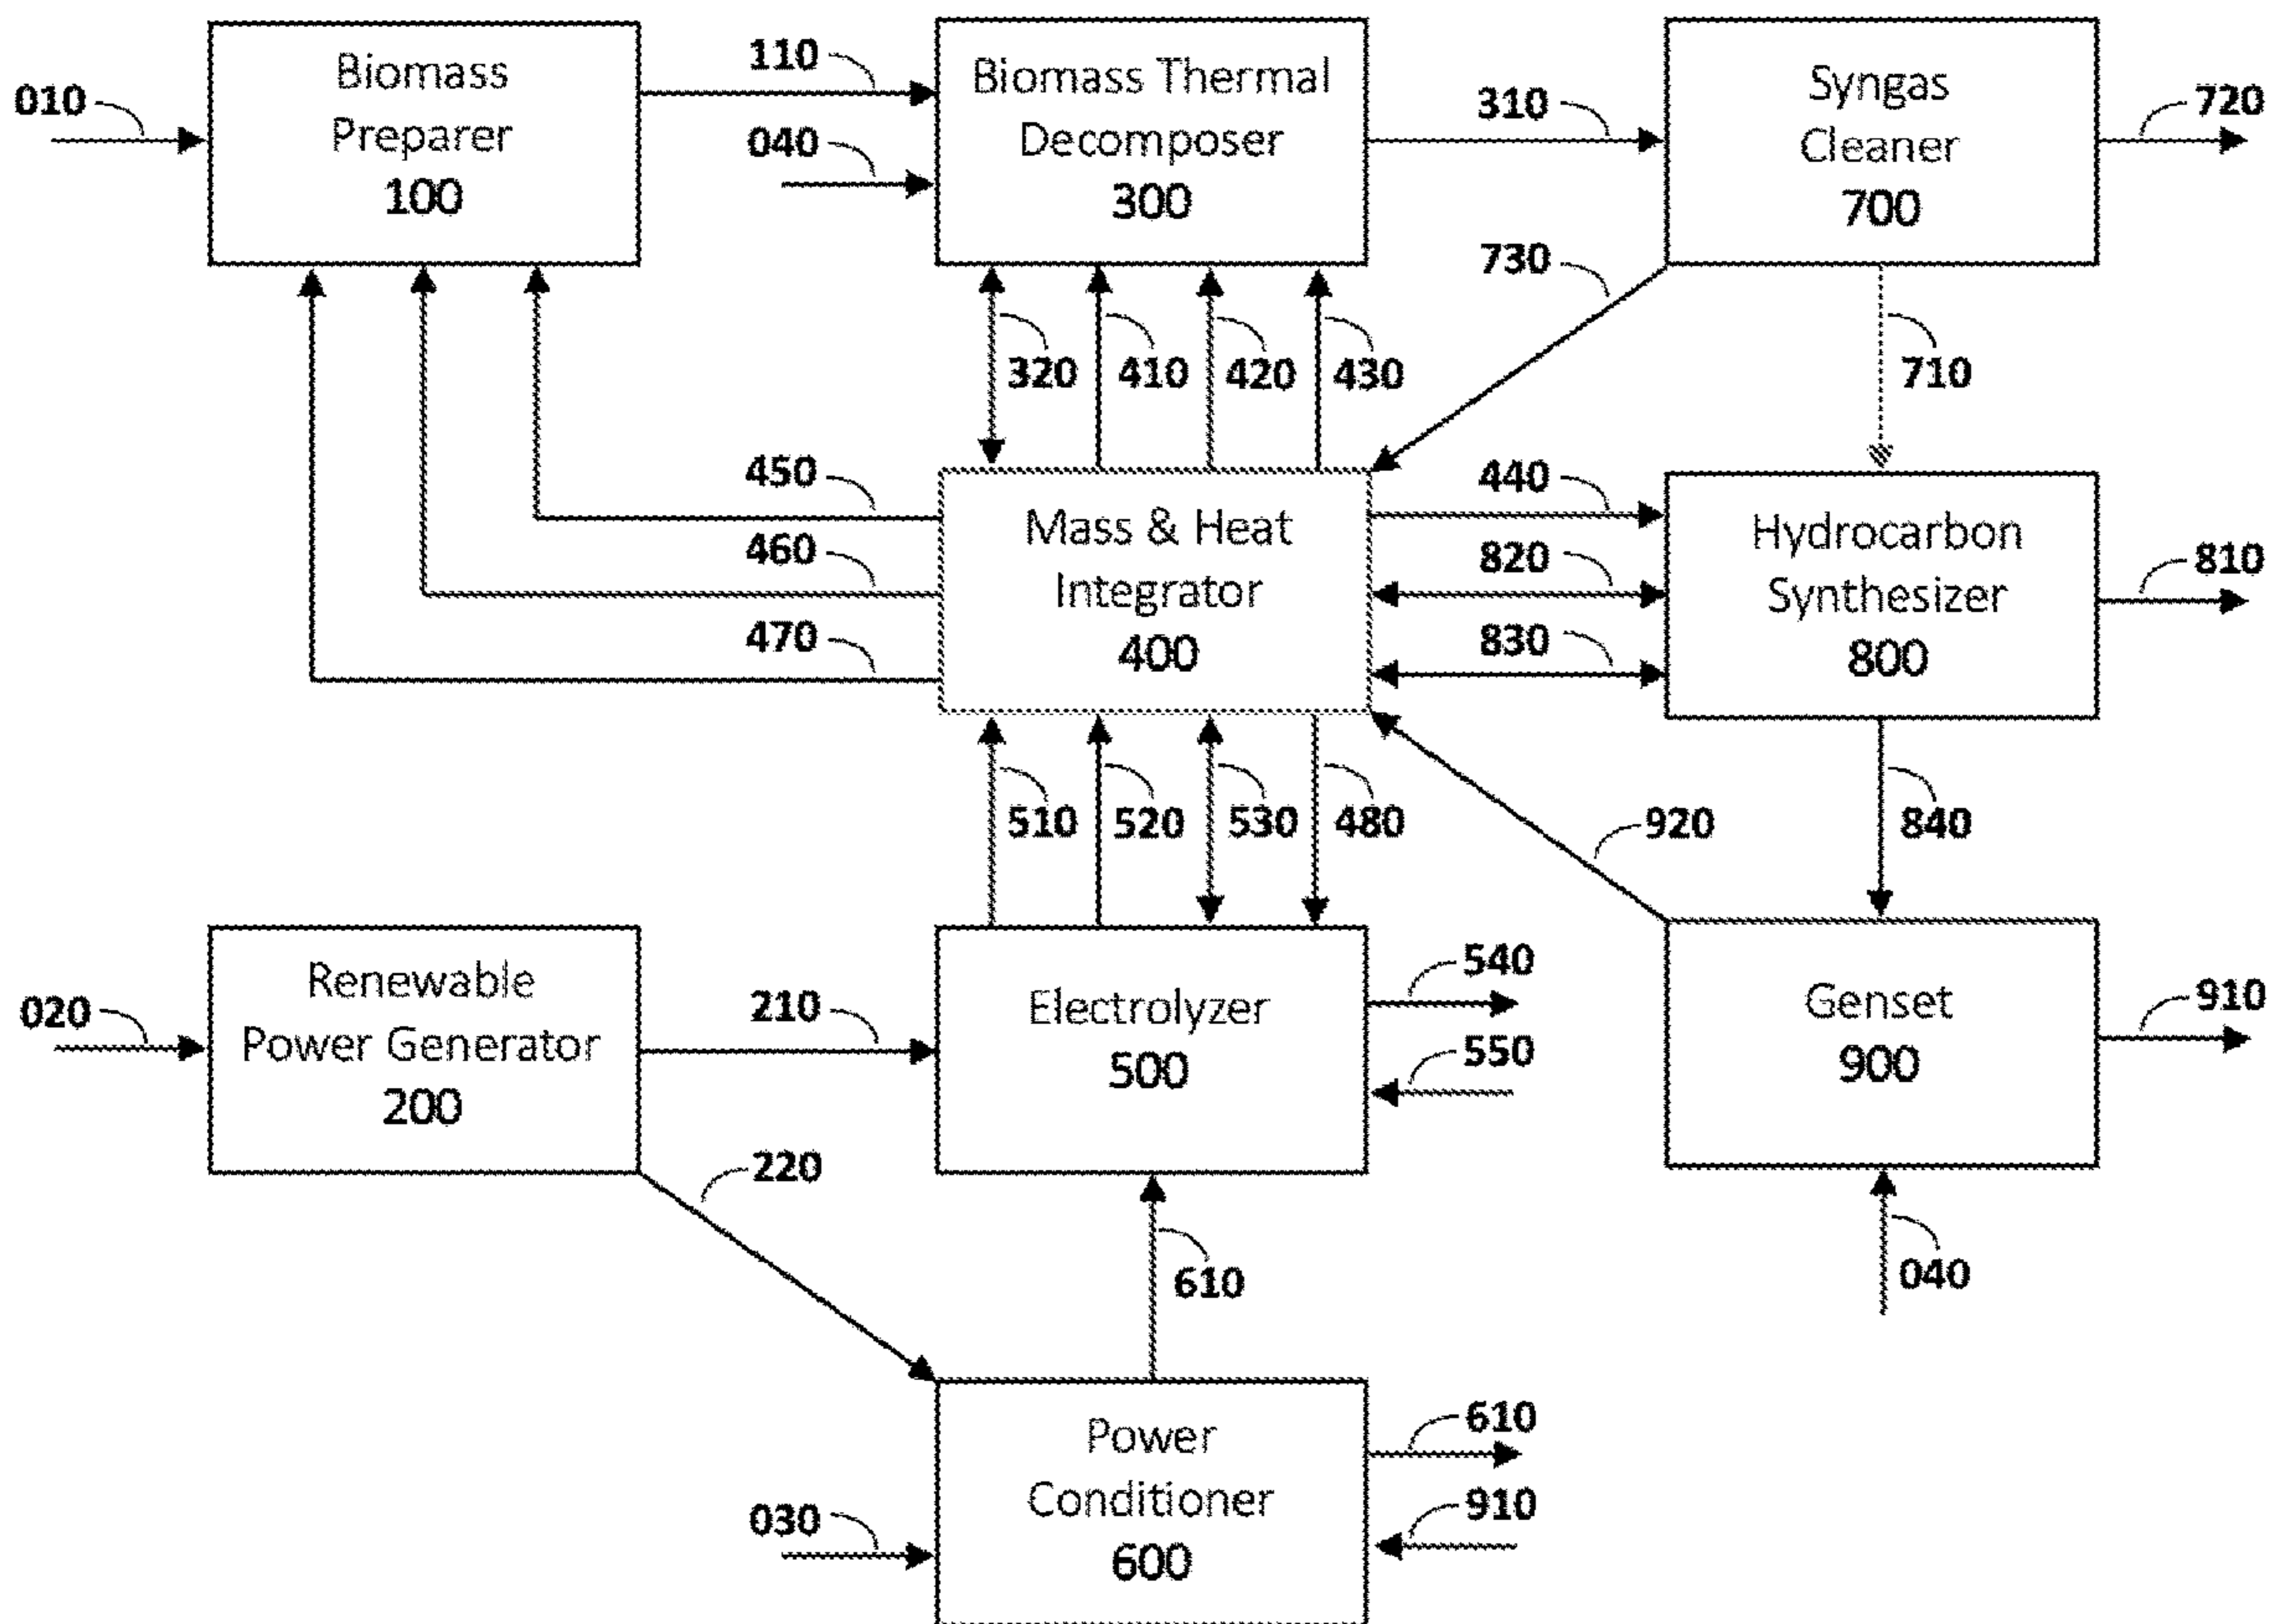 Biomass
Preparer
100
010
110
040
Biomass Thermal
Decomposer
300
310
Syngas
Cleaner
700
720
730
710
320
410
420
430
450
460
470
Mass & Heat
Integrator
400
440
820
830
Hydrocarbon
Synthesizer
800
810
510
520
530
480
920
840
020
Renewable
Power Generator
200
210
220
Electrolyzer
500
540
550
Genset
900
910
040
610
030
Power
Conditioner
600
610
910